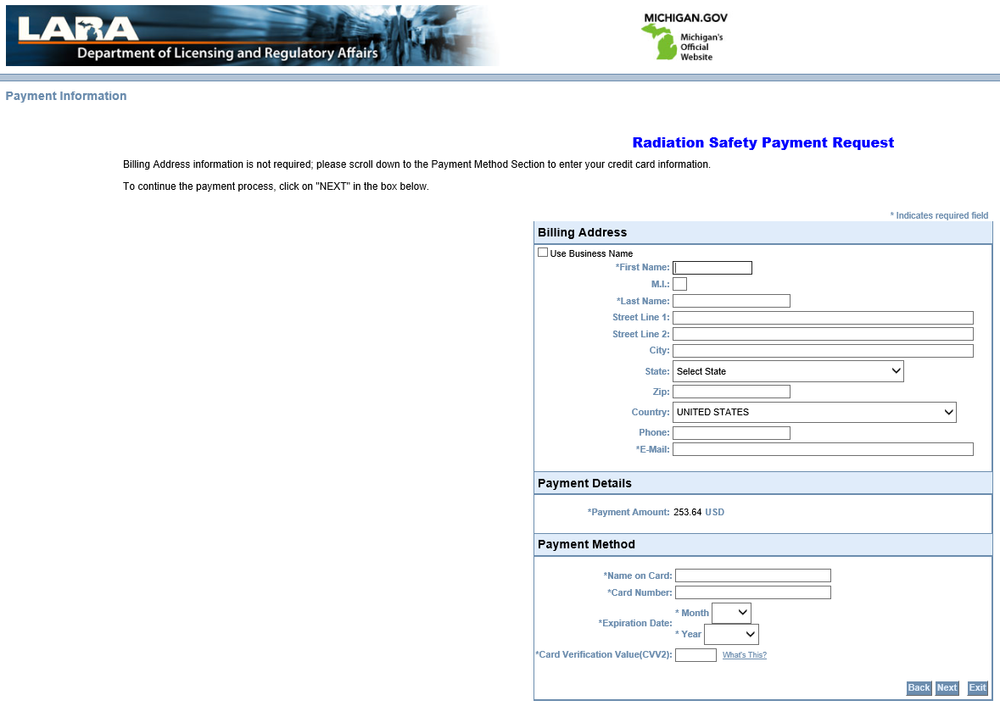 LARA
Department of Licensing and Regulatory Affairs
MICHIGAN.GOV
Michigan's
Official
Website
Payment Information
Radiation Safety Payment Request
Billing Address information is not required; please scroll down to the Payment Method Section to enter your credit card information.
To continue the payment process, click on "NEXT" in the box below.
* Indicates required field
Billing Address
Use Business Name
*First Name:
M.I.:
*Last Name:
Street Line 1:
Street Line 2:
City:
State: Select State
Zip:
Country: UNITED STATES
Phone:
*E-Mail:
Payment Details
*Payment Amount: 253.64 USD
Payment Method
*Name on Card:
*Card Number:
*Expiration Date: * Month
* Year
*Card Verification Value(CVV2): What's This?
Back Next Exit